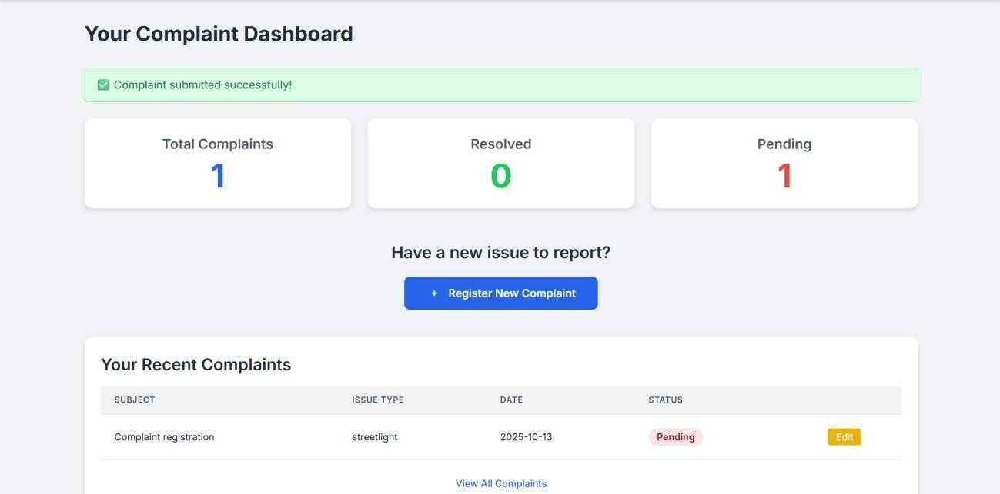 Your Complaint Dashboard
✅ Complaint submitted successfully!
Total Complaints
1
Resolved
0
Pending
1
Have a new issue to report?
+ Register New Complaint
Your Recent Complaints
SUBJECT ISSUE TYPE DATE STATUS
Complaint registration streetlight 2025-10-13 Pending Edit
View All Complaints